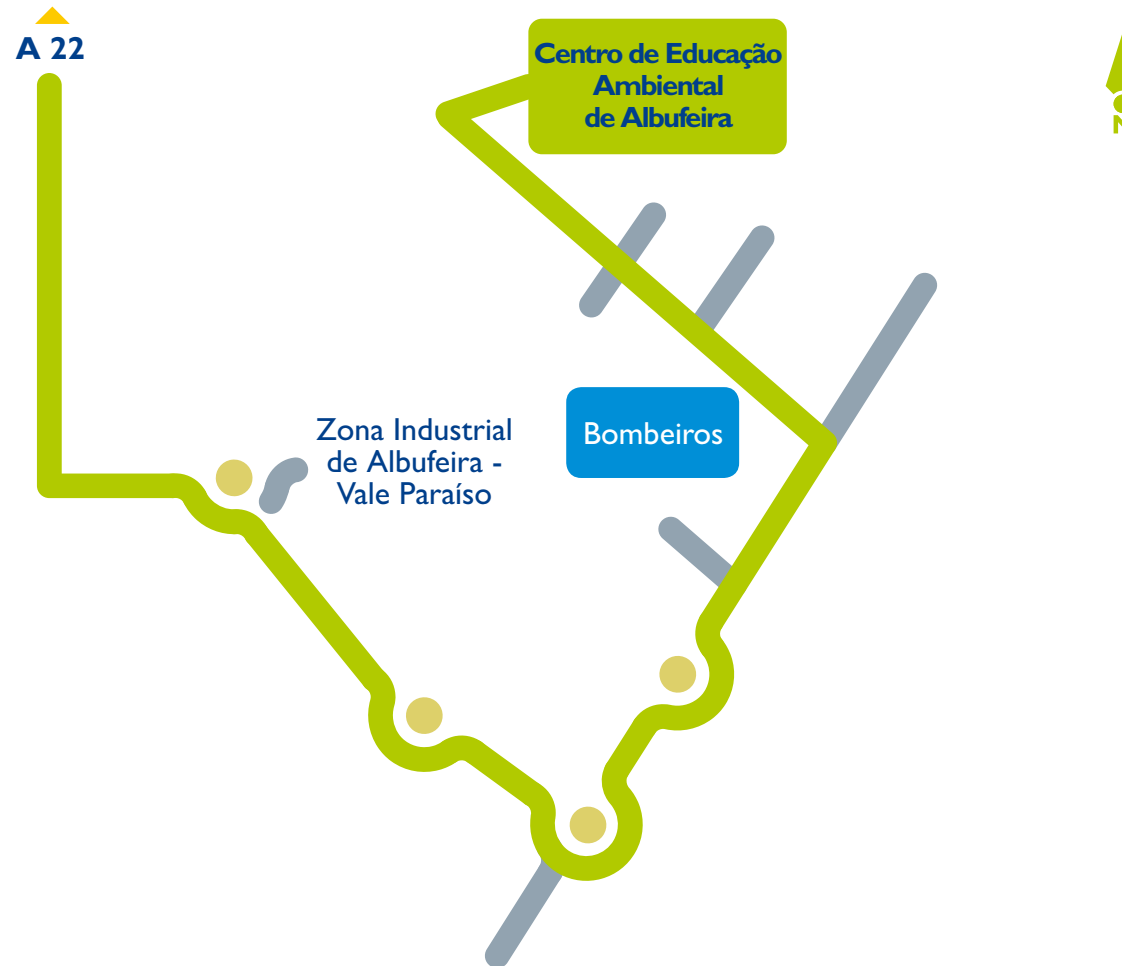 A 22
Centro de Educação
Ambiental
de Albufeira
Zona Industrial
de Albufeira -
Vale Paraíso
Bombeiros